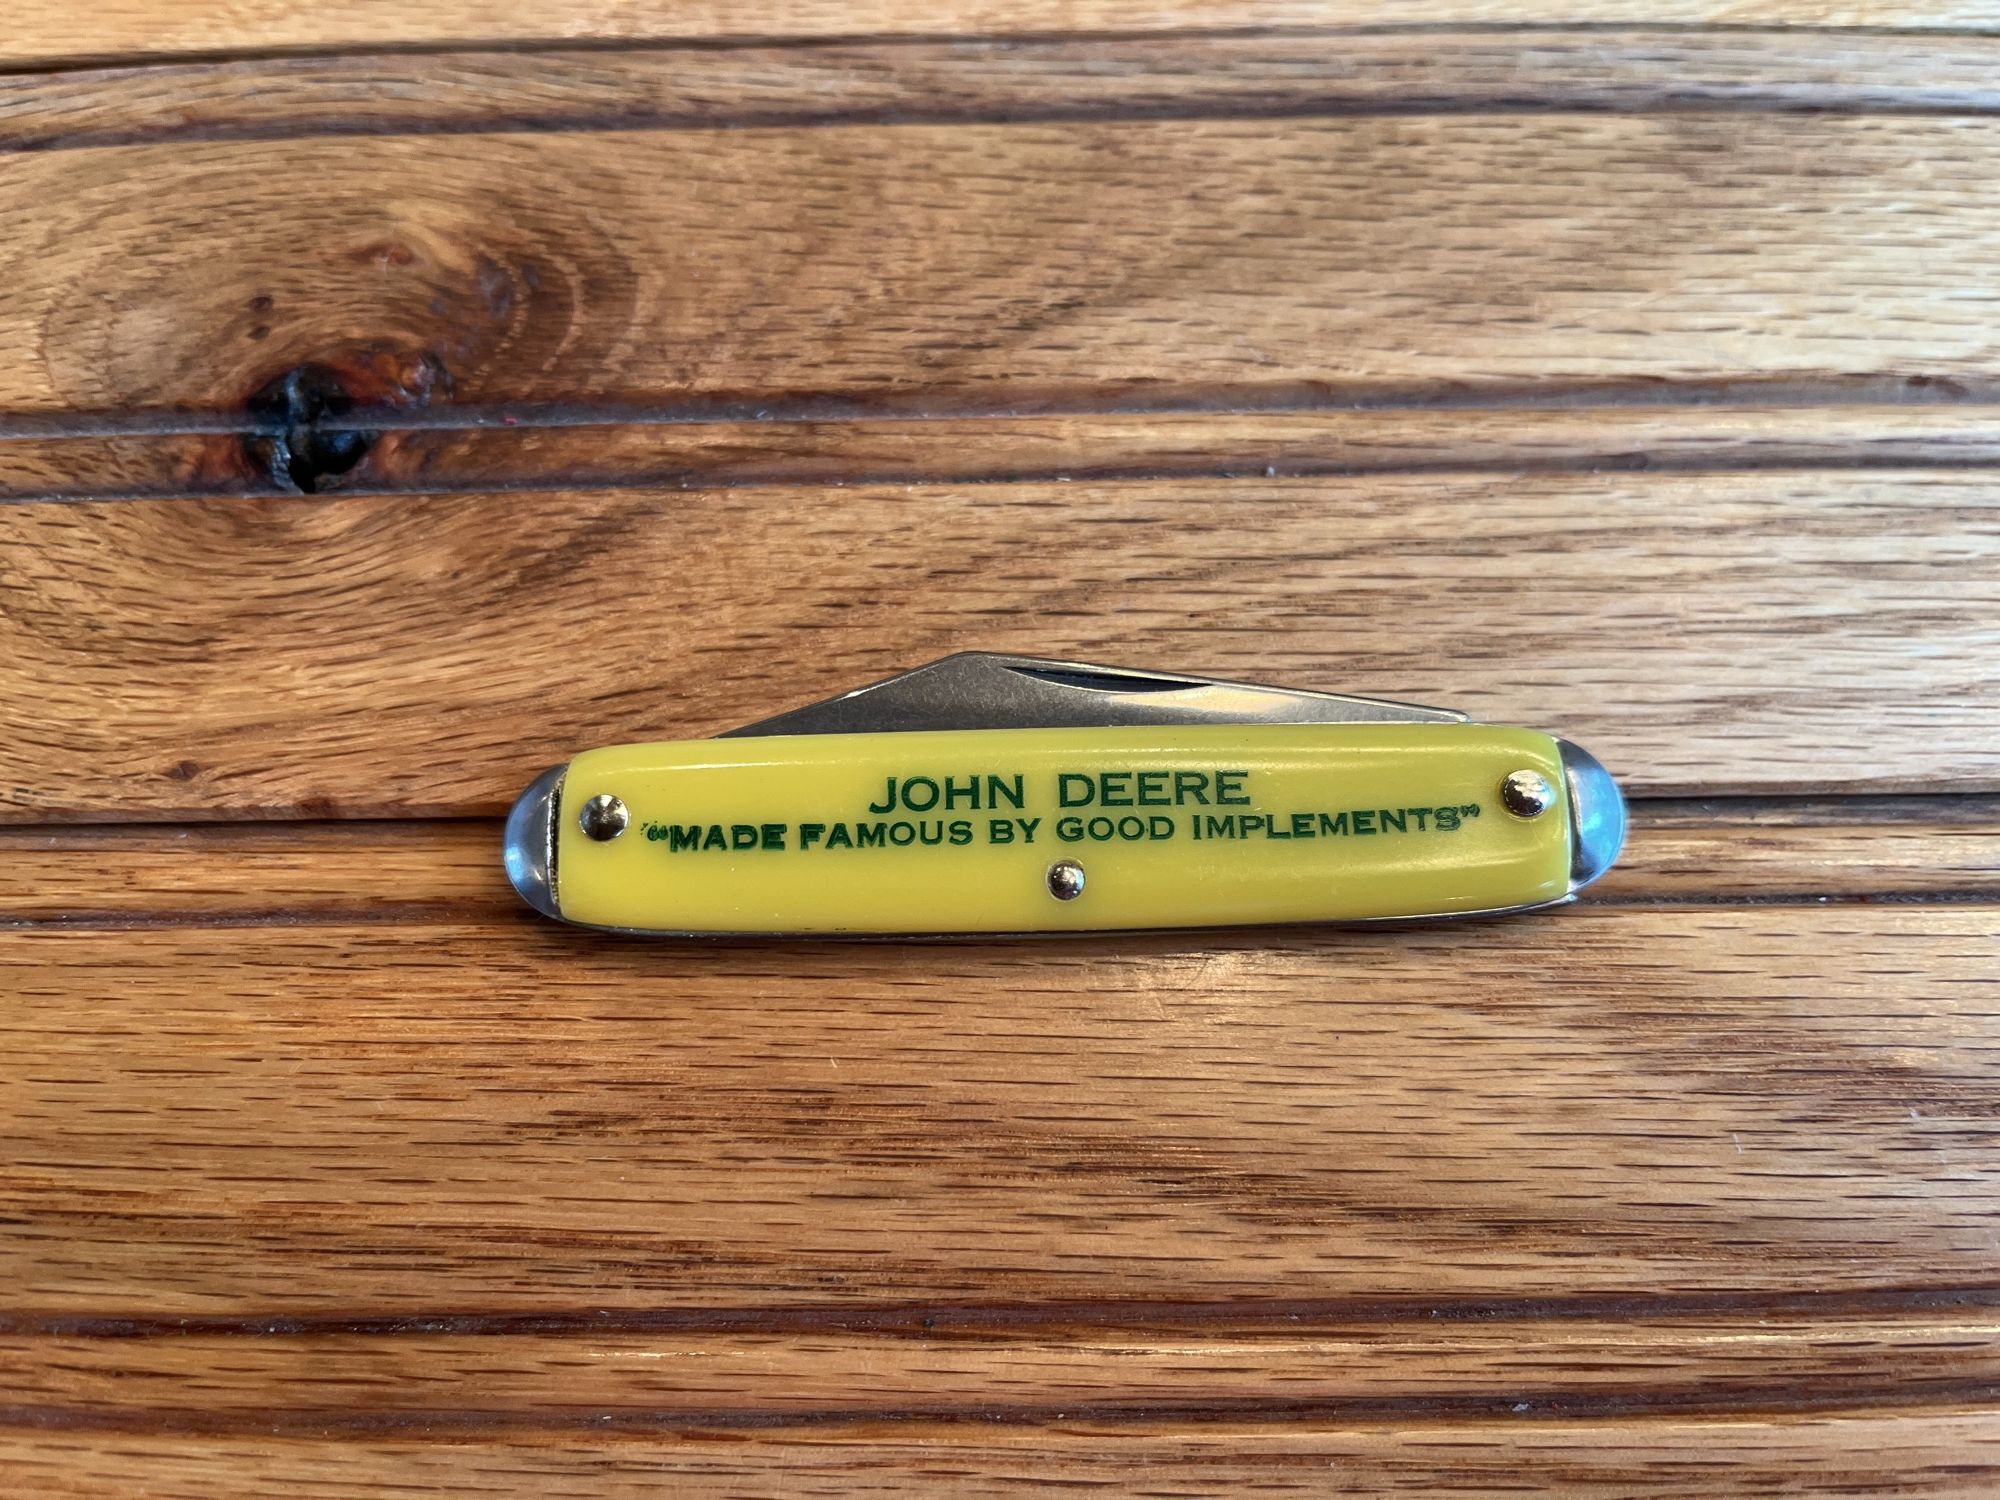 JOHN DEERE
“MADE FAMOUS BY GOOD IMPLEMENTS”